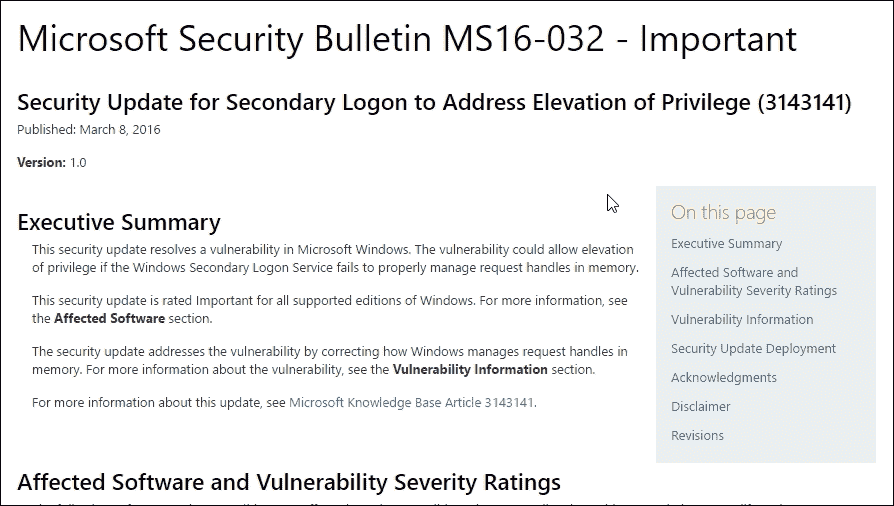 Microsoft Security Bulletin MS16-032 - Important
Security Update for Secondary Logon to Address Elevation of Privilege (3143141)
Published: March 8, 2016
Version: 1.0
Executive Summary
This security update resolves a vulnerability in Microsoft Windows. The vulnerability could allow elevation
of privilege if the Windows Secondary Logon Service fails to properly manage request handles in memory.
This security update is rated Important for all supported editions of Windows. For more information, see
the Affected Software section.
The security update addresses the vulnerability by correcting how Windows manages request handles in
memory. For more information about the vulnerability, see the Vulnerability Information section.
For more information about this update, see Microsoft Knowledge Base Article 3143141.
On this page
Executive Summary
Affected Software and
Vulnerability Severity Ratings
Vulnerability Information
Security Update Deployment
Acknowledgments
Disclaimer
Revisions
Affected Software and Vulnerability Severity Ratings